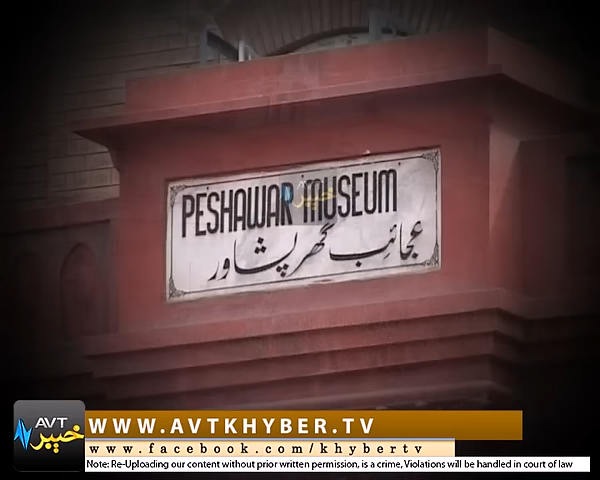 PESHAWAR MUSEUM
عجائب گھر پشاور
خیبر
AVT
خیبر
WWW.AVTKHYBER.TV
www.facebook.com/khybertv
Note: Re-Uploading our content without prior written permission, is a crime, Violations will be handled in court of law